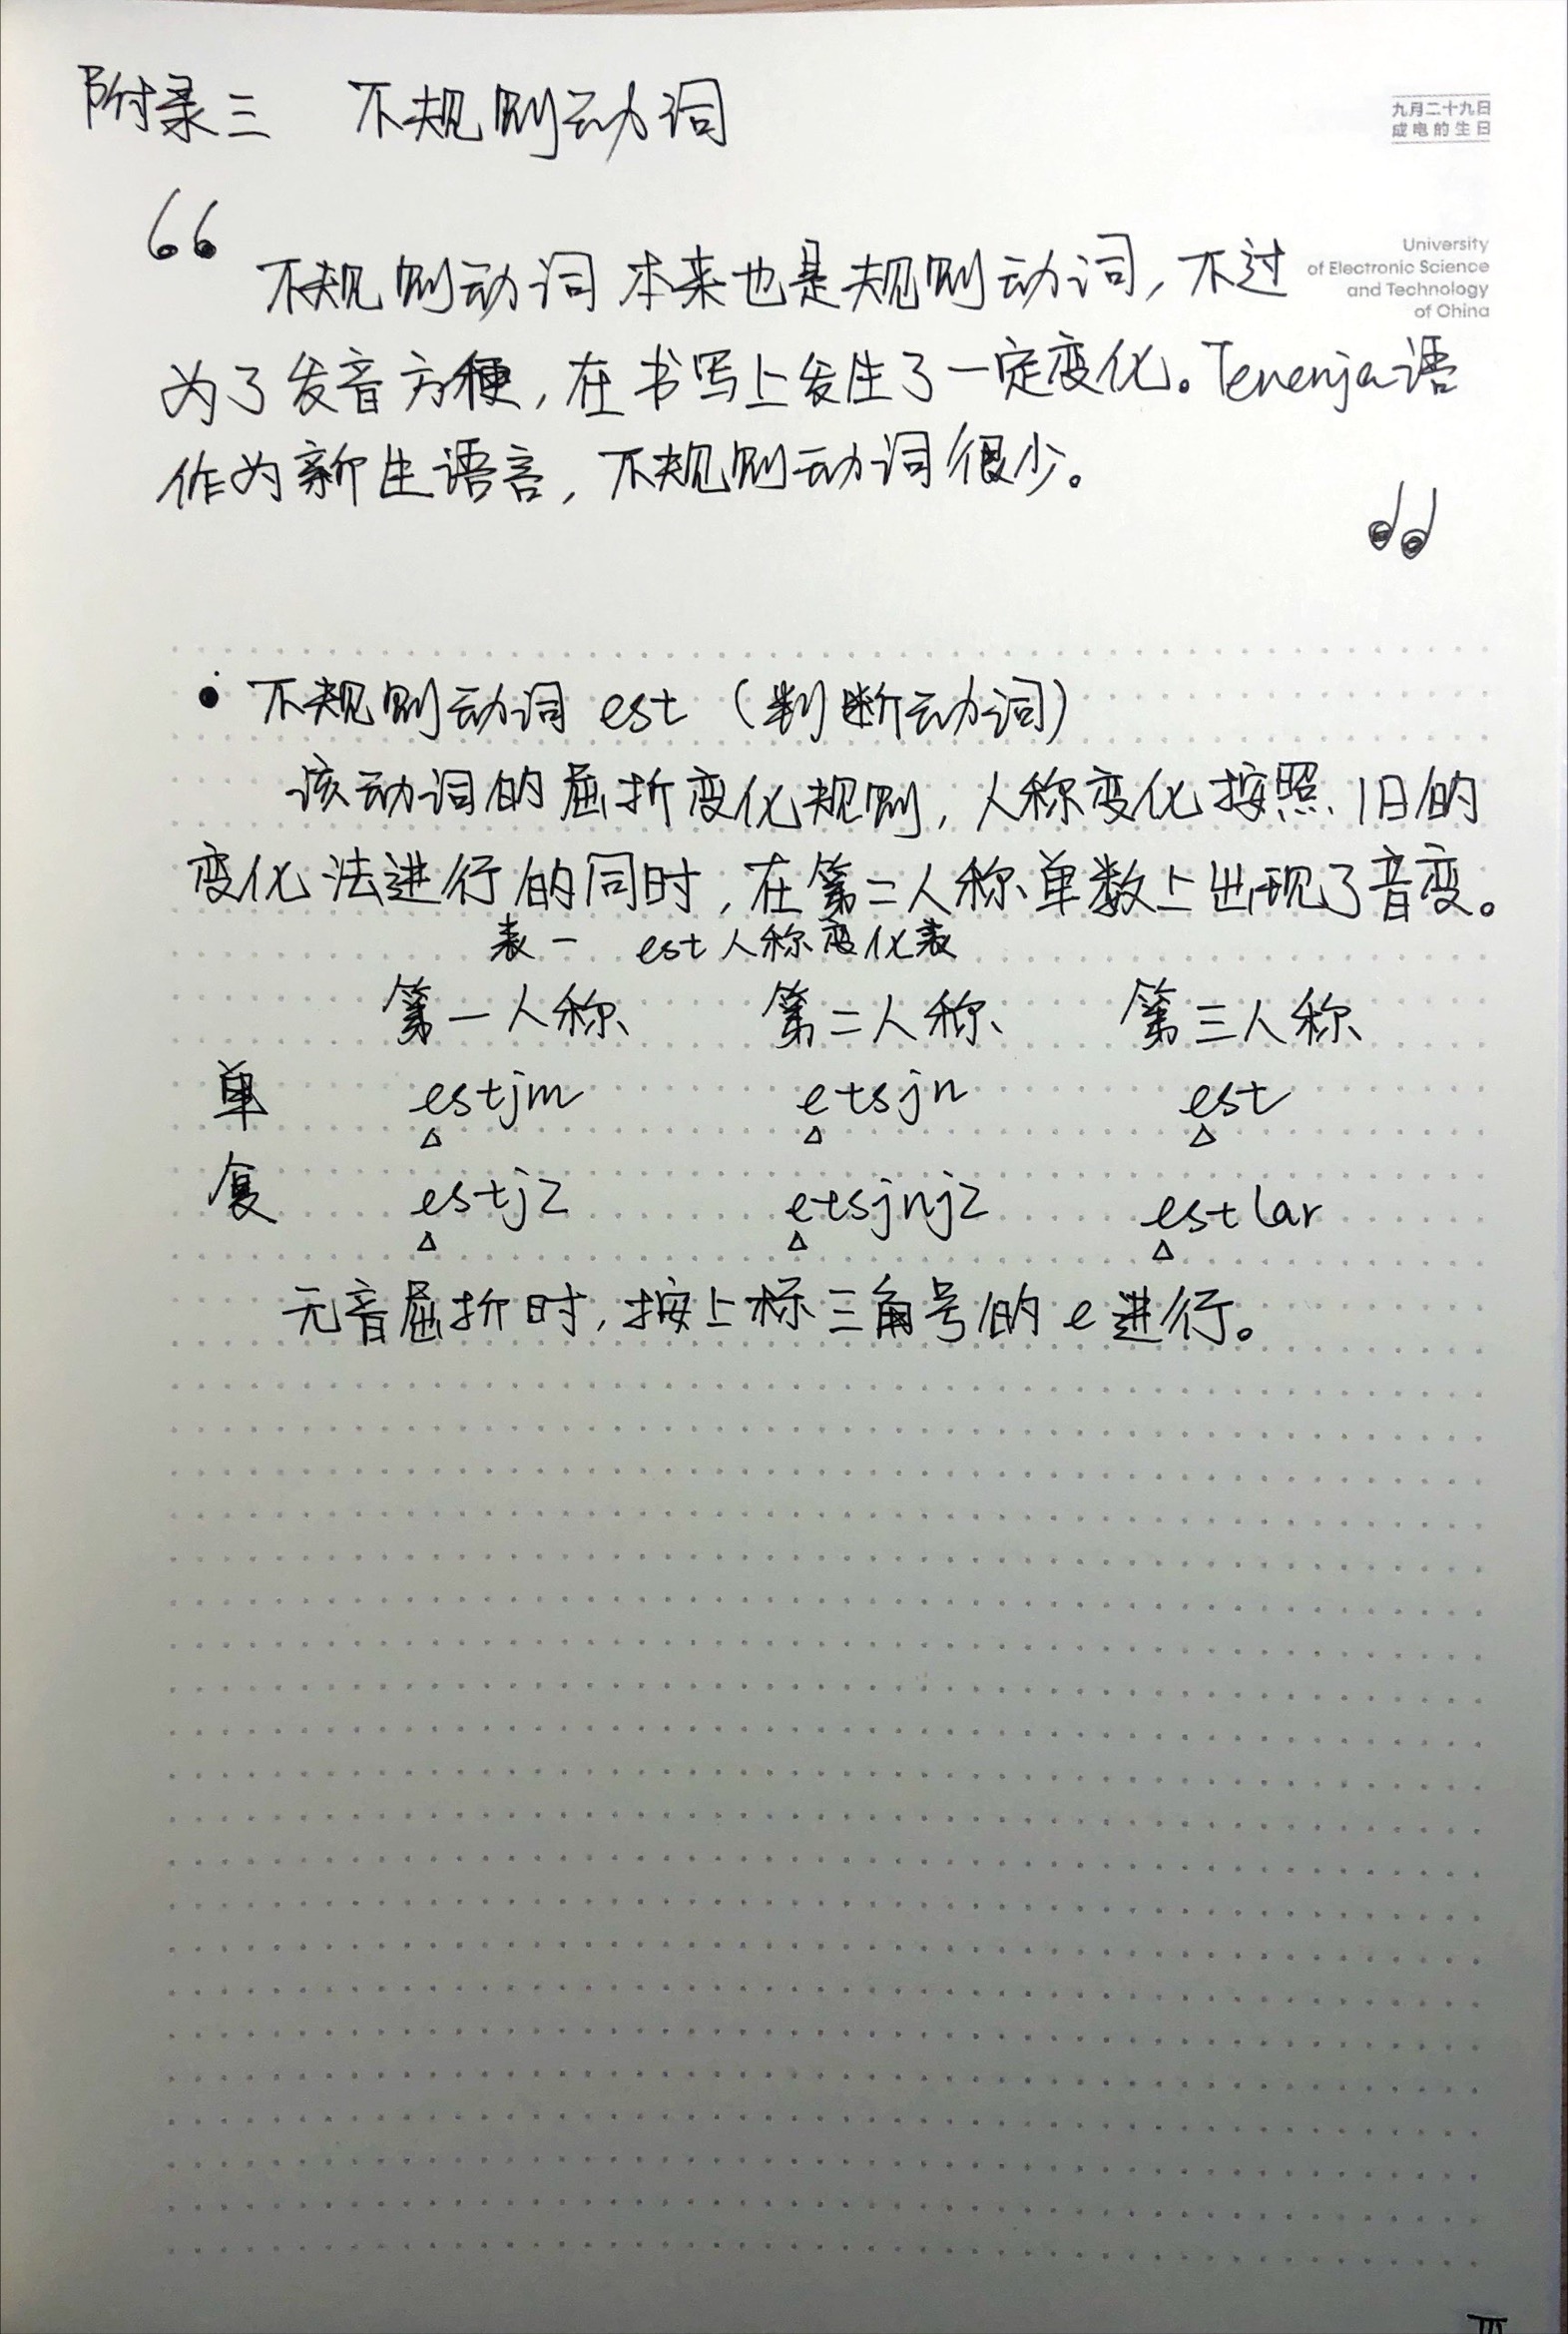 附录三 不规则动词
九月二十九日
成电的生日
University
of Electronic Science
and Technology
of China
“ 不规则动词本来也是规则动词，不过
为了发音方便，在书写上发生了一定变化。Tenenja语
作为新生语言，不规则动词很少。 ”
• 不规则动词 est （判断动词）
该动词的屈折变化规则，人称变化按照旧的
变化法进行的同时，在第二人称单数上出现了音变。
表一 est人称变化表
第一人称 第二人称 第三人称
单 estjm etsjn est
△ △ △
复 estjz etsjnjz estlar
△ △ △
元音屈折时，按上标三角号的e进行。
III